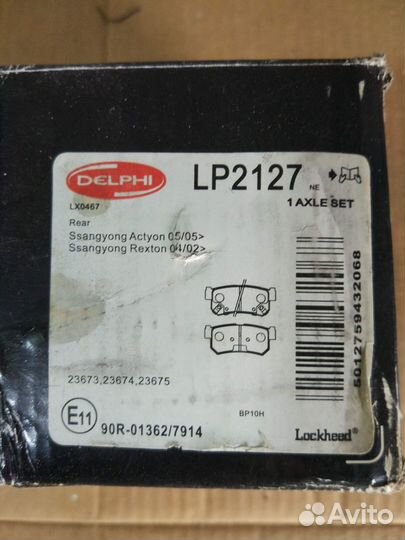 DELPHI
LP2127 NE
1 AXLE SET
LX0467
Rear
Ssangyong Actyon 05/05>
Ssangyong Rexton 04/02>
5012759432068
23673,23674,23675
BP10H
E11
90R-01362/7914
Lockheed®
Avito